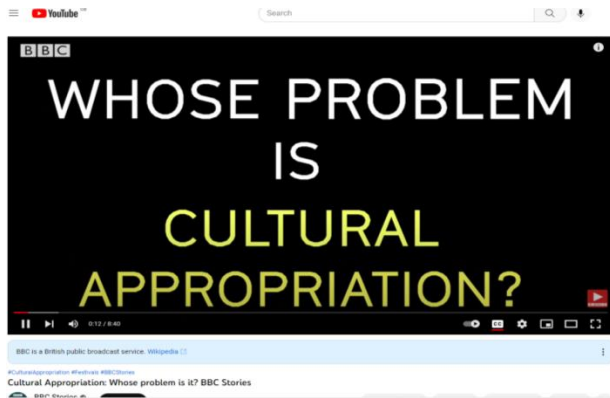 YouTube
Search
BBC
WHOSE PROBLEM
IS
CULTURAL
APPROPRIATION?
0:12 / 8:40
BBC is a British public broadcast service. Wikipedia
#CulturalAppropriation #Festivals #BBCStories
Cultural Appropriation: Whose problem is it? BBC Stories
BBC Stories